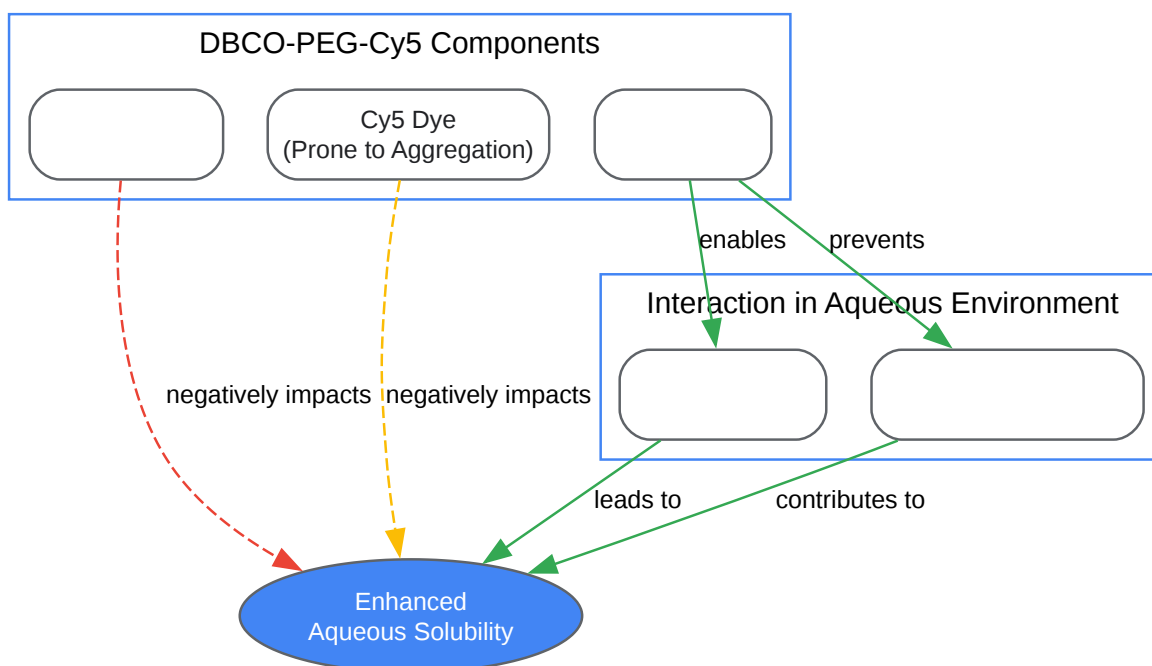 DBCO-PEG-Cy5 Components
Cy5 Dye
(Prone to Aggregation)
enables
prevents
Interaction in Aqueous Environment
negatively impacts
negatively impacts
leads to
contributes to
Enhanced
Aqueous Solubility